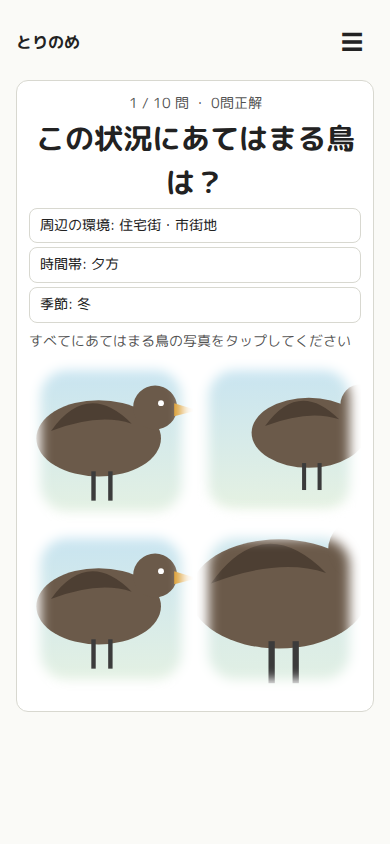 とりのめ
1 / 10 問 · 0問正解
この状況にあてはまる鳥
は？
周辺の環境: 住宅街・市街地
時間帯: 夕方
季節: 冬
すべてにあてはまる鳥の写真をタップしてください